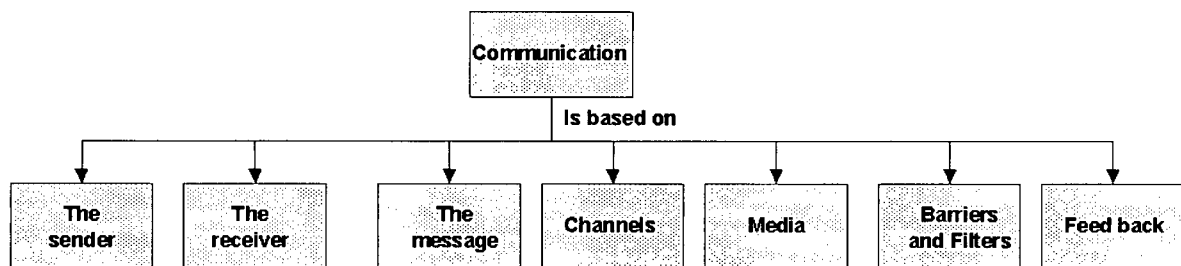 Communication
Is based on
The
sender
The
receiver
The
message
Channels
Media
Barriers
and Filters
Feed back